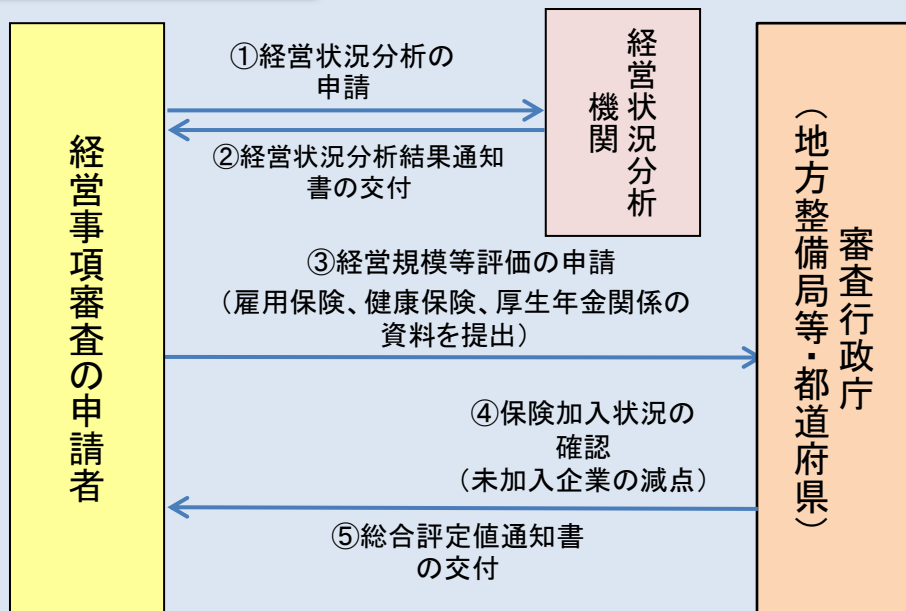 経営事項審査の申請者
①経営状況分析の
申請
②経営状況分析結果通知
書の交付
経営状況分析
機関
③経営規模等評価の申請
（雇用保険、健康保険、厚生年金関係の
資料を提出）
④保険加入状況の
確認
（未加入企業の減点）
⑤総合評定値通知書
の交付
審査行政庁
（地方整備局等・都道府県）